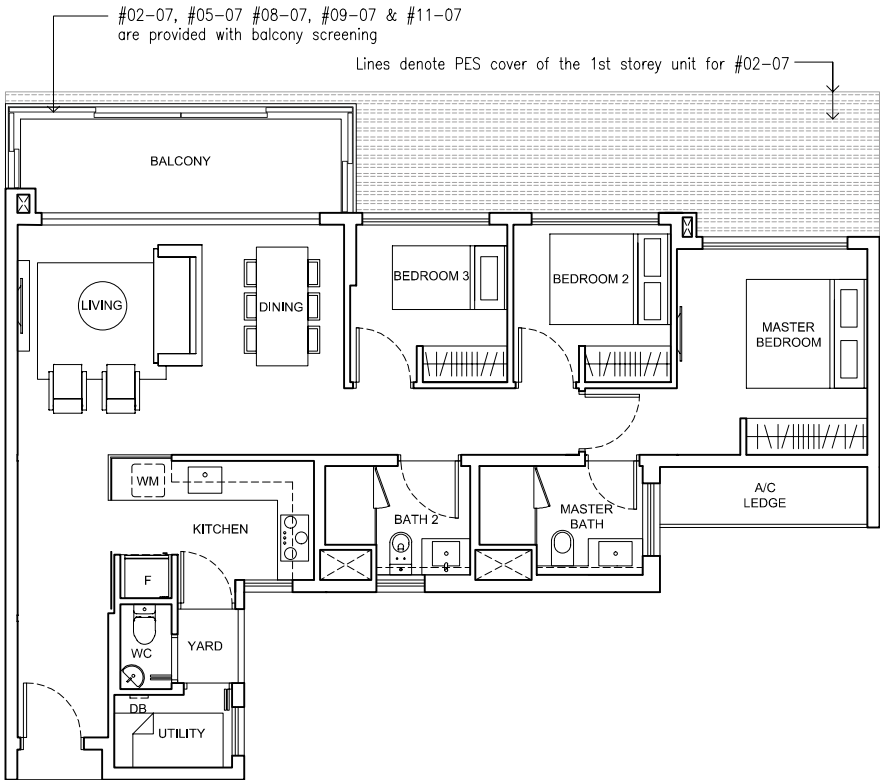 #02-07, #05-07 #08-07, #09-07 & #11-07
are provided with balcony screening
Lines denote PES cover of the 1st storey unit for #02-07
BALCONY
LIVING
DINING
BEDROOM 3
BEDROOM 2
MASTER
BEDROOM
WM
KITCHEN
BATH 2
MASTER
BATH
A/C
LEDGE
F
WC
YARD
DB
UTILITY